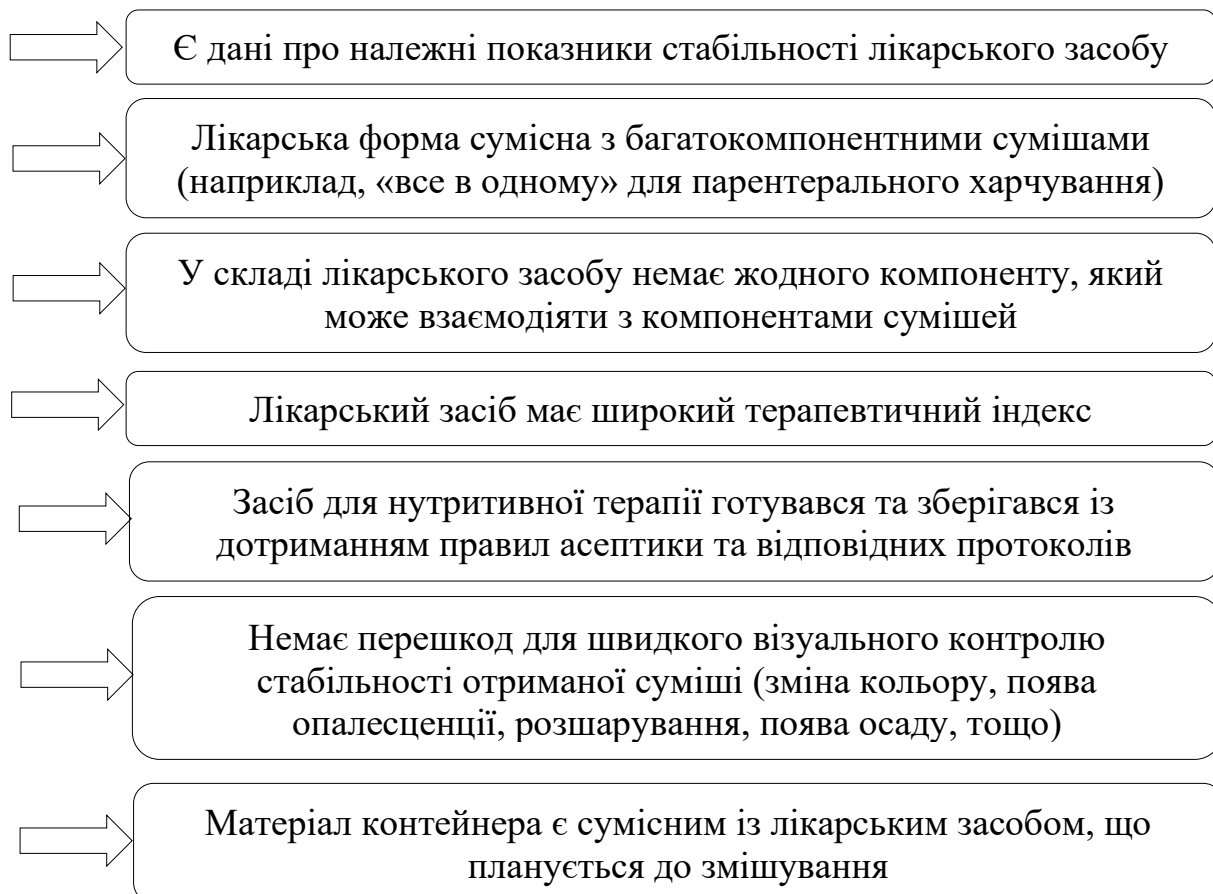 Є дані про належні показники стабільності лікарського засобу
Лікарська форма сумісна з багатокомпонентними сумішами
(наприклад, «все в одному» для парентерального харчування)
У складі лікарського засобу немає жодного компоненту, який
може взаємодіяти з компонентами сумішей
Лікарський засіб має широкий терапевтичний індекс
Засіб для нутритивної терапії готувався та зберігався із
дотриманням правил асептики та відповідних протоколів
Немає перешкод для швидкого візуального контролю
стабільності отриманої суміші (зміна кольору, поява
опалесценції, розшарування, поява осаду, тощо)
Матеріал контейнера є сумісним із лікарським засобом, що
планується до змішування